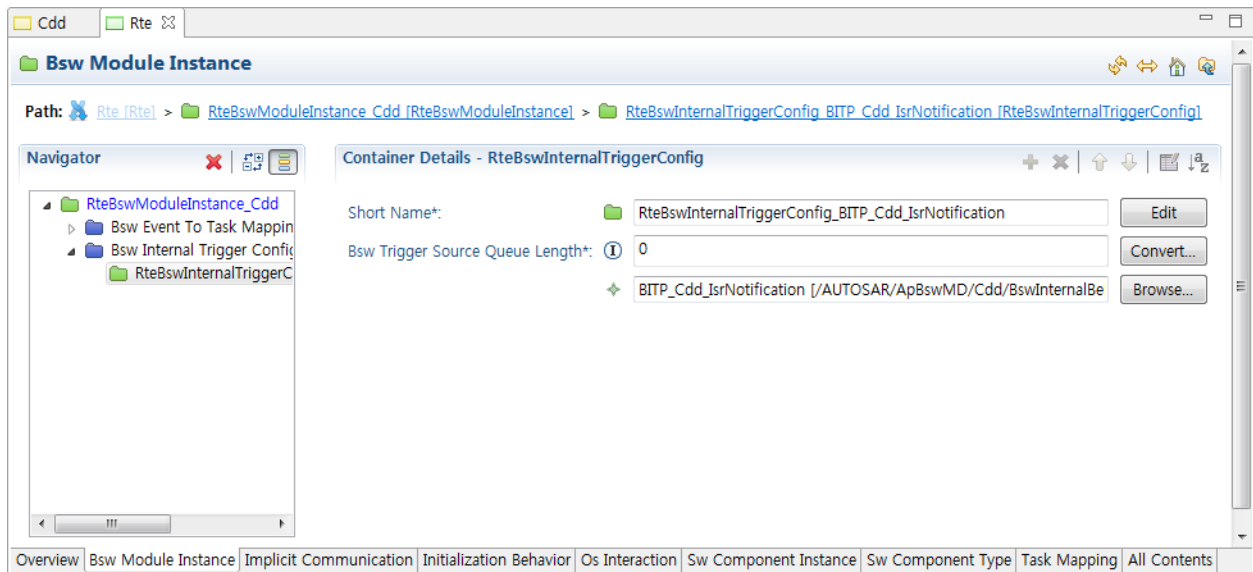 Cdd Rte
Bsw Module Instance
Path: Rte [Rte] > RteBswModuleInstance_Cdd [RteBswModuleInstance] > RteBswInternalTriggerConfig_BITP_Cdd_IsrNotification [RteBswInternalTriggerConfig]
Navigator
RteBswModuleInstance_Cdd
Bsw Event To Task Mappin
Bsw Internal Trigger Config
RteBswInternalTriggerC
Container Details - RteBswInternalTriggerConfig
Short Name*: RteBswInternalTriggerConfig_BITP_Cdd_IsrNotification Edit
Bsw Trigger Source Queue Length*: 0 Convert...
BITP_Cdd_IsrNotification [/AUTOSAR/ApBswMD/Cdd/BswInternalBe Browse...
Overview Bsw Module Instance Implicit Communication Initialization Behavior Os Interaction Sw Component Instance Sw Component Type Task Mapping All Contents